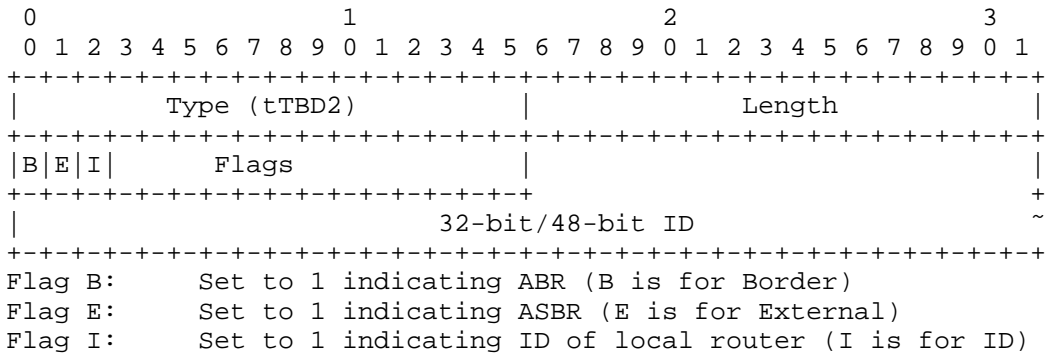 0                   1                   2                   3
 0 1 2 3 4 5 6 7 8 9 0 1 2 3 4 5 6 7 8 9 0 1 2 3 4 5 6 7 8 9 0 1
+-+-+-+-+-+-+-+-+-+-+-+-+-+-+-+-+-+-+-+-+-+-+-+-+-+-+-+-+-+-+-+-+
|         Type (tTBD2)          |             Length            |
+-+-+-+-+-+-+-+-+-+-+-+-+-+-+-+-+-+-+-+-+-+-+-+-+-+-+-+-+-+-+-+-+
|B|E|I|      Flags              |                               |
+-+-+-+-+-+-+-+-+-+-+-+-+-+-+-+-+                               +
|                          32-bit/48-bit ID                     ~
+-+-+-+-+-+-+-+-+-+-+-+-+-+-+-+-+-+-+-+-+-+-+-+-+-+-+-+-+-+-+-+-+
Flag B:     Set to 1 indicating ABR (B is for Border)
Flag E:     Set to 1 indicating ASBR (E is for External)
Flag I:     Set to 1 indicating ID of local router (I is for ID)